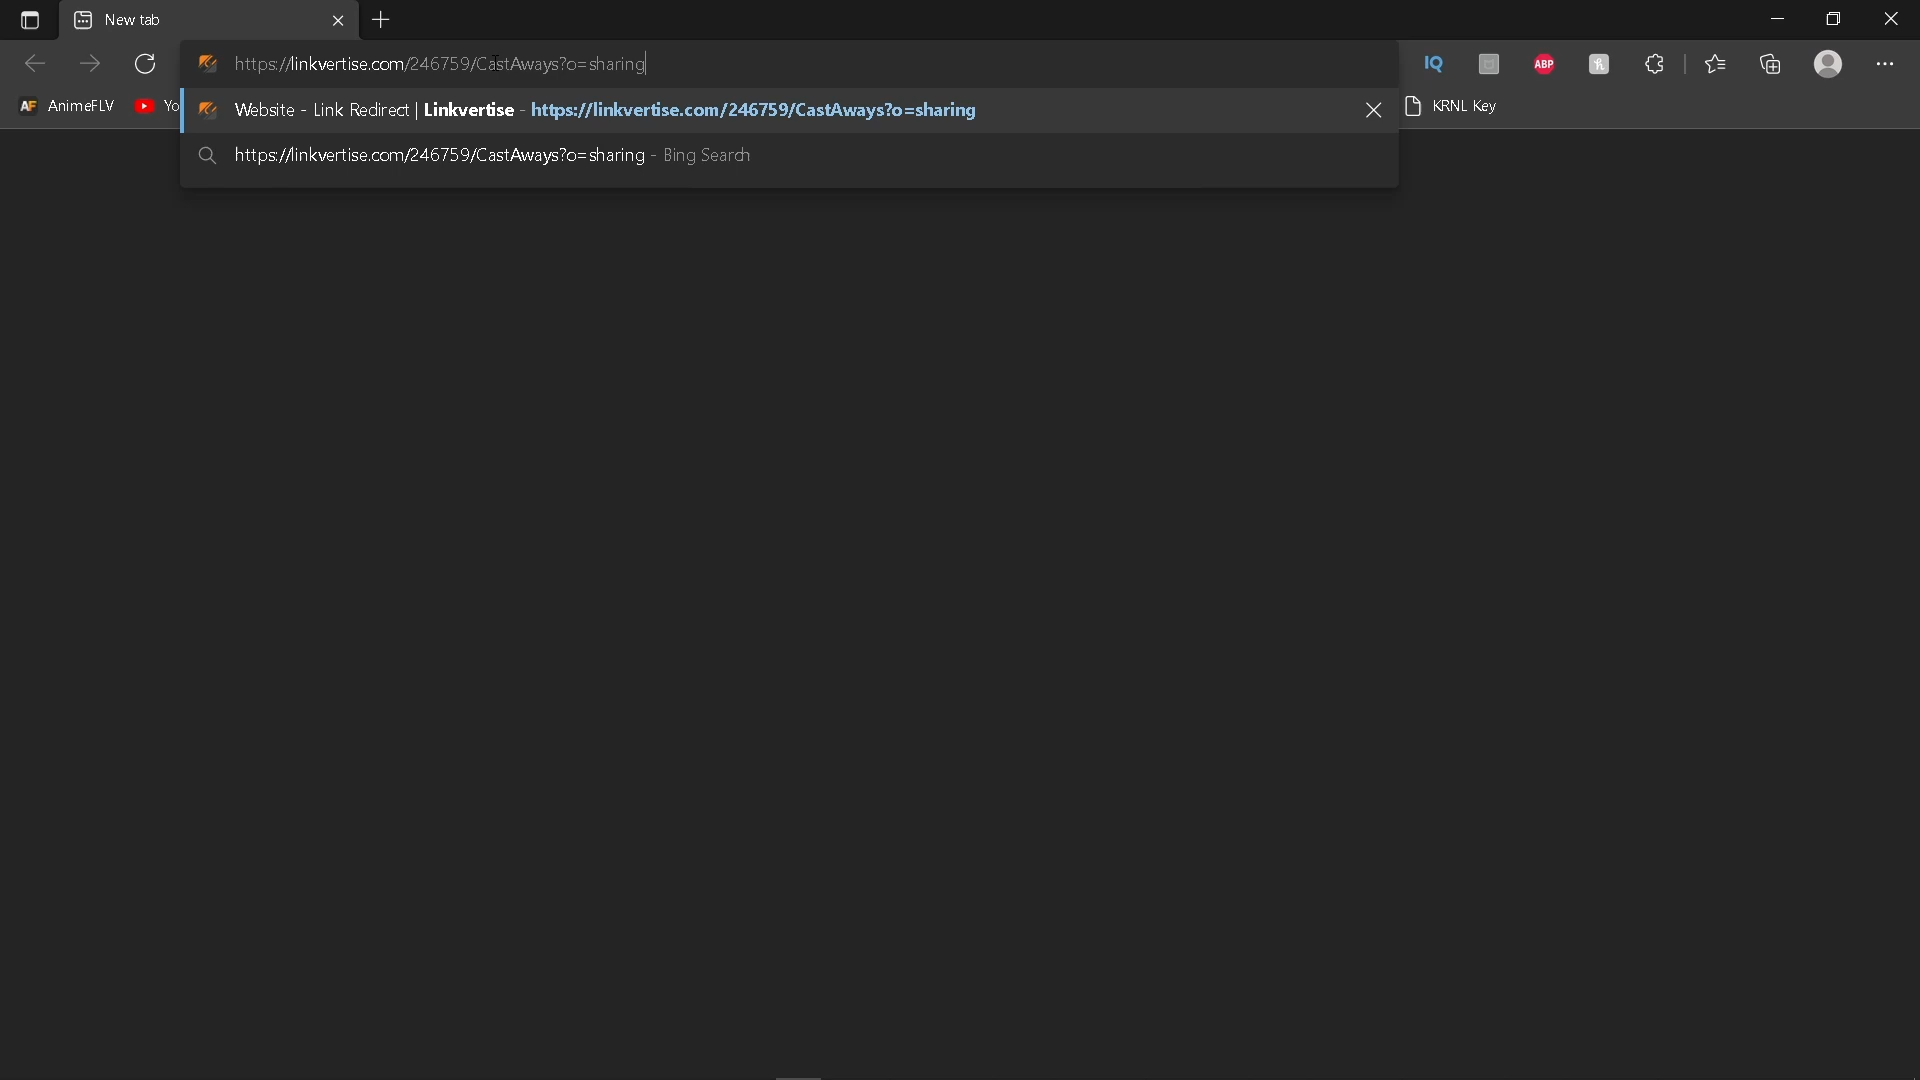 New tab
https://linkvertise.com/246759/CastAways?o=sharing
IQ
ABP
AF AnimeFLV
Yo
Website - Link Redirect | Linkvertise - https://linkvertise.com/246759/CastAways?o=sharing
KRNL Key
https://linkvertise.com/246759/CastAways?o=sharing - Bing Search